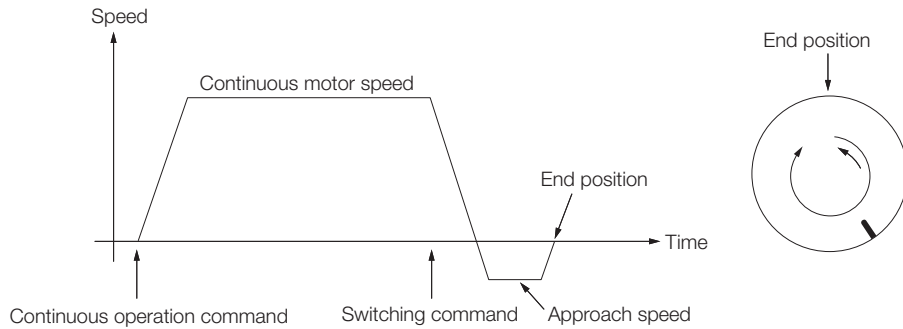 Speed
End position
Continuous motor speed
End position
Time
Continuous operation command
Switching command
Approach speed